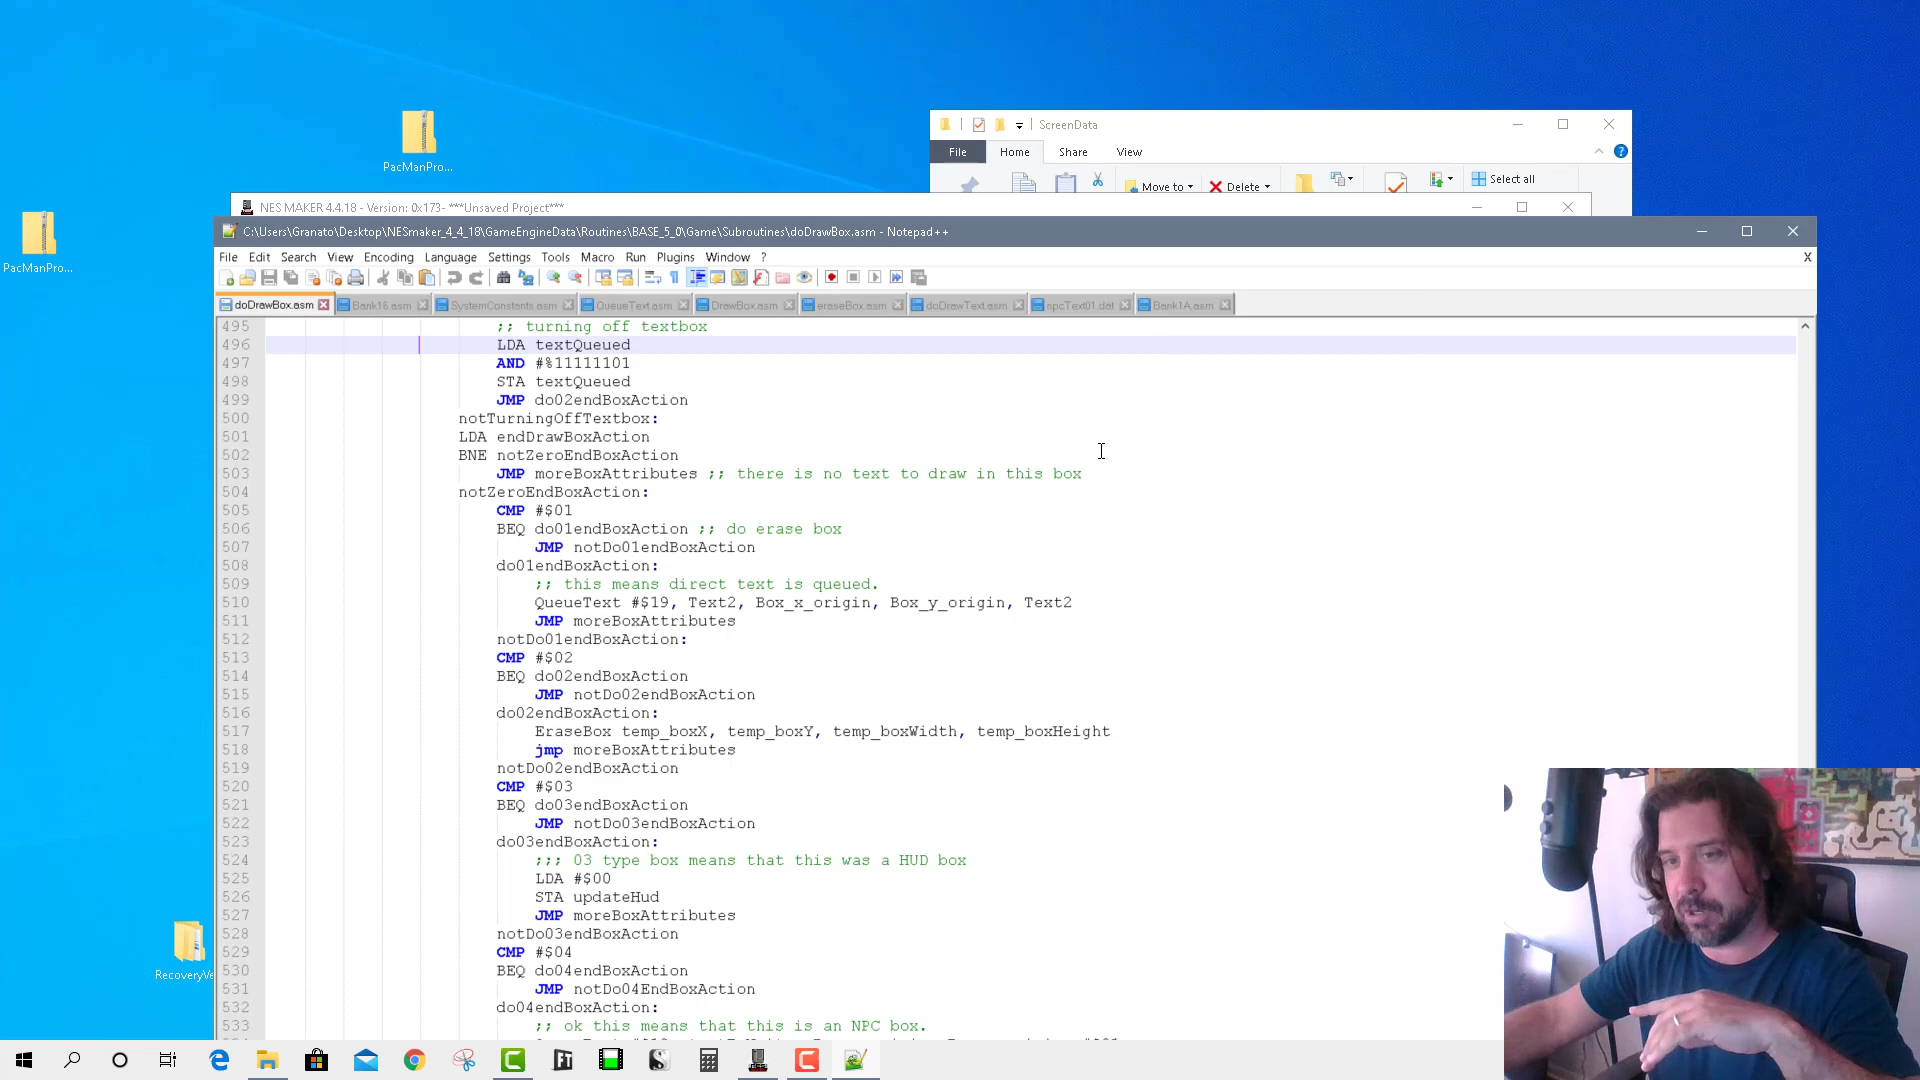 PacManPro...
PacManPro...
RecoveryVe
ScreenData
File Home Share View
Move to Delete Select all
NES MAKER 4.4.18 - Version: 0x173- ***Unsaved Project***
C:\Users\Granato\Desktop\NESmaker_4_4_18\GameEngineData\Routines\BASE_5_0\Game\Subroutines\doDrawBox.asm - Notepad++
File Edit Search View Encoding Language Settings Tools Macro Run Plugins Window ? X
doDrawBox.asm Bank16.asm SystemConstants.asm QueueText.asm DrawBox.asm eraseBox.asm doDrawText.asm npcText01.dat Bank1A.asm
495 ;; turning off textbox
496 LDA textQueued
497 AND #%11111101
498 STA textQueued
499 JMP do02endBoxAction
500 notTurningOffTextbox:
501 LDA endDrawBoxAction
502 BNE notZeroEndBoxAction
503 JMP moreBoxAttributes ;; there is no text to draw in this box
504 notZeroEndBoxAction:
505 CMP #$01
506 BEQ do01endBoxAction ;; do erase box
507 JMP notDo01endBoxAction
508 do01endBoxAction:
509 ;; this means direct text is queued.
510 QueueText #$19, Text2, Box_x_origin, Box_y_origin, Text2
511 JMP moreBoxAttributes
512 notDo01endBoxAction:
513 CMP #$02
514 BEQ do02endBoxAction
515 JMP notDo02endBoxAction
516 do02endBoxAction:
517 EraseBox temp_boxX, temp_boxY, temp_boxWidth, temp_boxHeight
518 jmp moreBoxAttributes
519 notDo02endBoxAction
520 CMP #$03
521 BEQ do03endBoxAction
522 JMP notDo03endBoxAction
523 do03endBoxAction:
524 ;;; 03 type box means that this was a HUD box
525 LDA #$00
526 STA updateHud
527 JMP moreBoxAttributes
528 notDo03endBoxAction
529 CMP #$04
530 BEQ do04endBoxAction
531 JMP notDo04EndBoxAction
532 do04endBoxAction:
533 ;; ok this means that this is an NPC box.